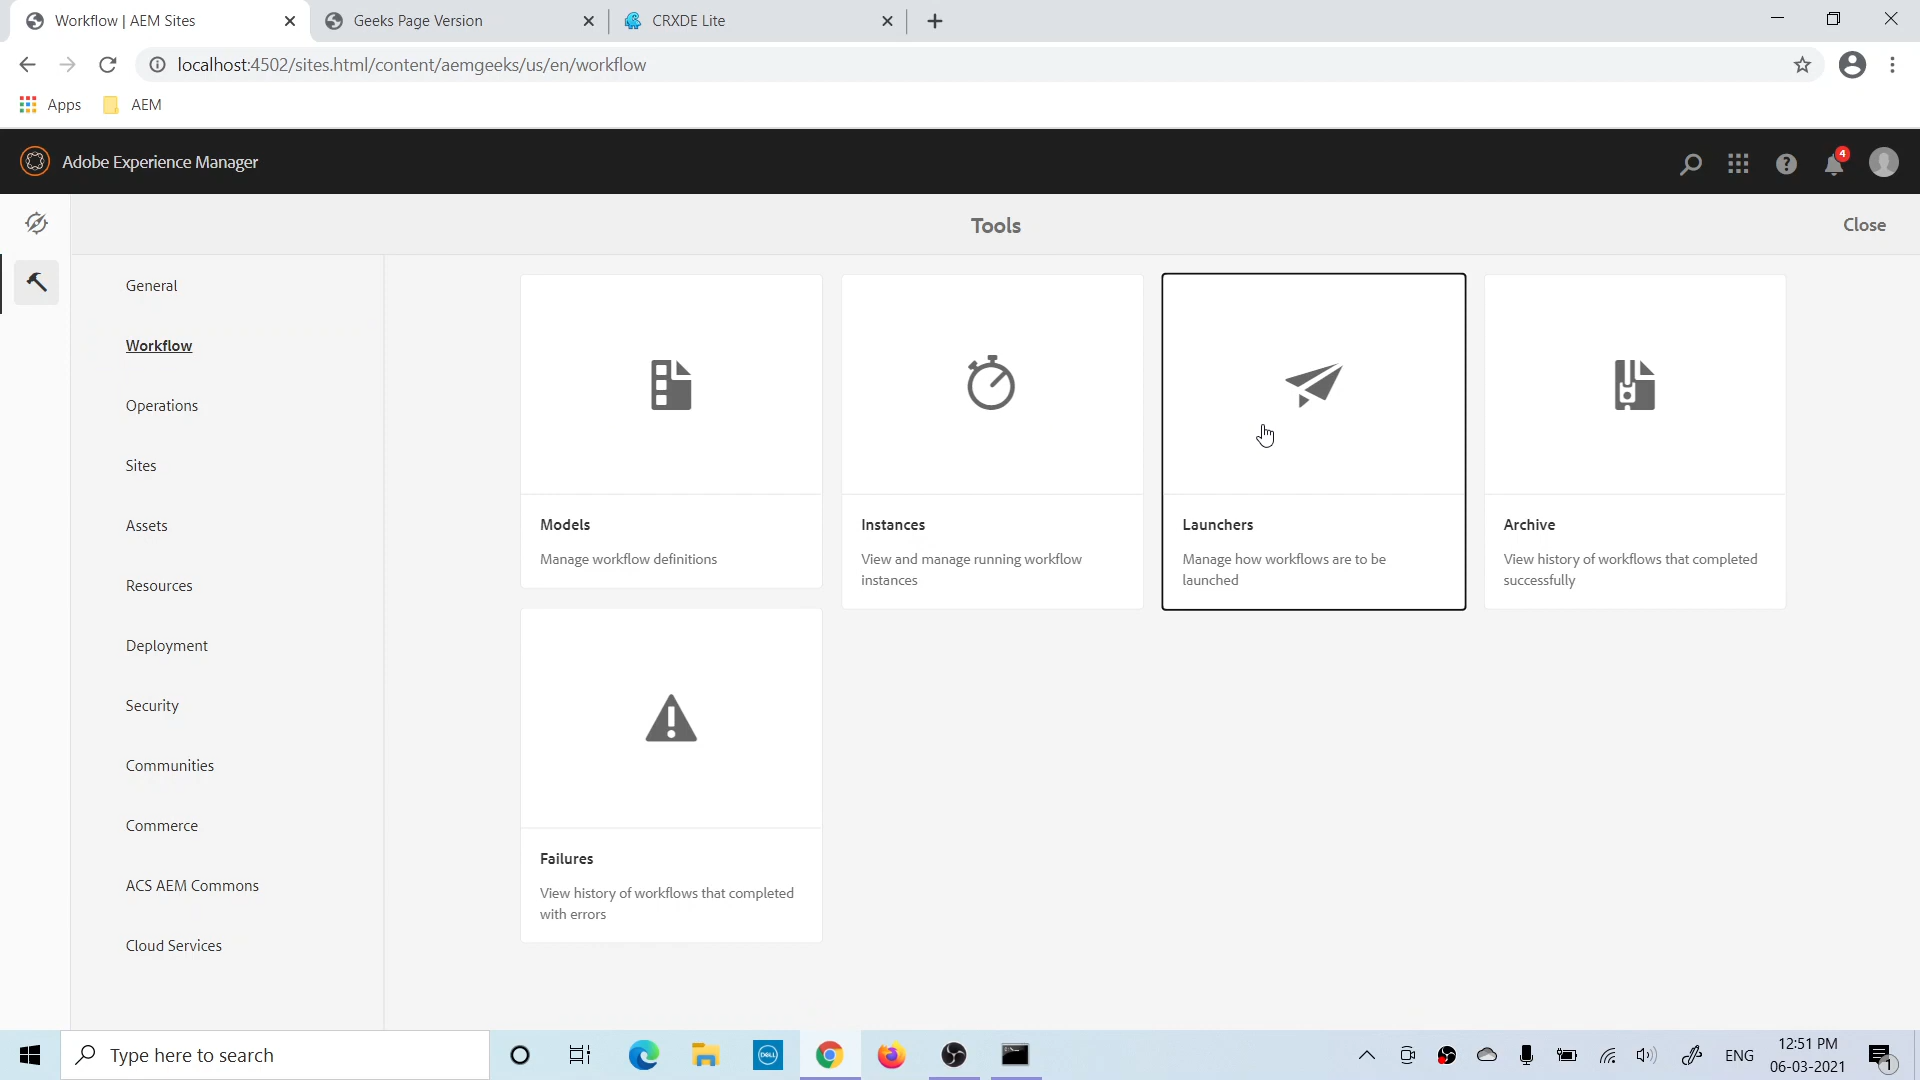 Workflow | AEM Sites
Geeks Page Version
CRXDE Lite
localhost:4502/sites.html/content/aemgeeks/us/en/workflow
Apps
AEM
Adobe Experience Manager
4
Tools
Close
General
Workflow
Operations
Sites
Assets
Resources
Deployment
Security
Communities
Commerce
ACS AEM Commons
Cloud Services
Models
Manage workflow definitions
Instances
View and manage running workflow
instances
Launchers
Manage how workflows are to be
launched
Archive
View history of workflows that completed
successfully
Failures
View history of workflows that completed
with errors
Type here to search
DELL
ENG
12:51 PM
06-03-2021
1